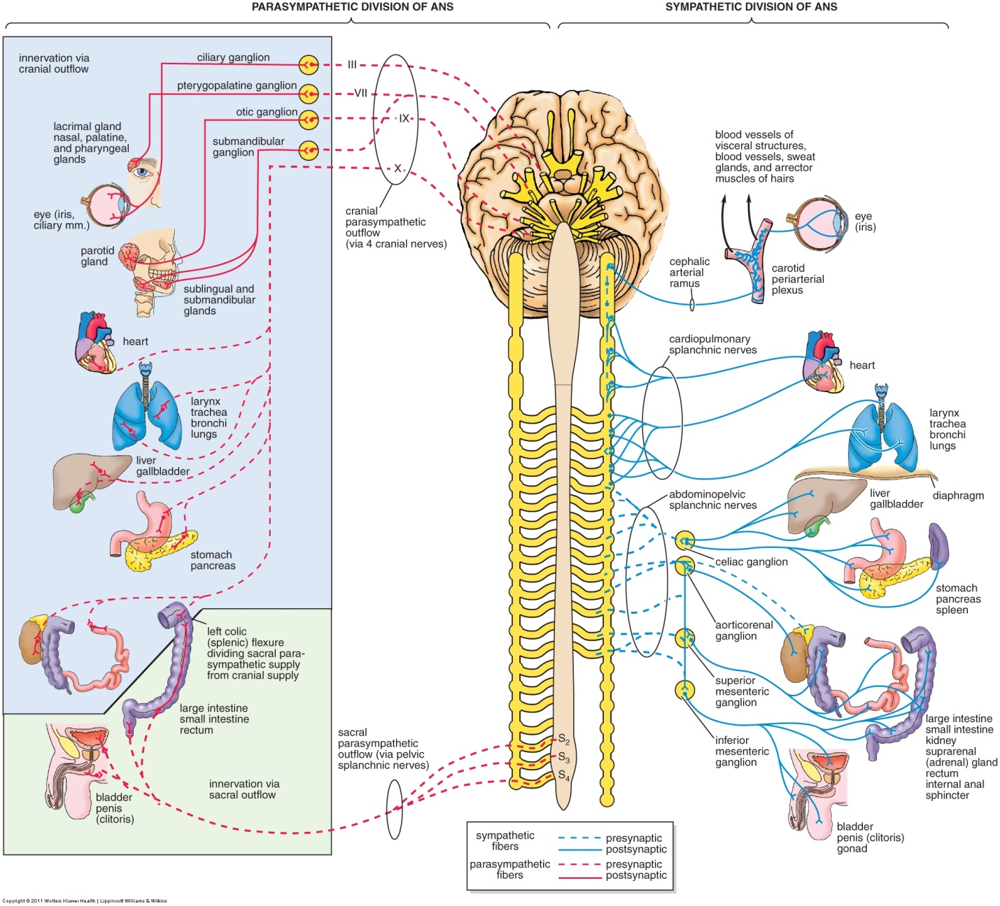 PARASYMPATHETIC DIVISION OF ANS
SYMPATHETIC DIVISION OF ANS
innervation via
cranial outflow
ciliary ganglion
pterygopalatine ganglion
otic ganglion
submandibular
ganglion
III
VII
IX
X
lacrimal gland
nasal, palatine,
and pharyngeal
glands
eye (iris,
ciliary mm.)
parotid
gland
sublingual and
submandibular
glands
cranial
parasympathetic
outflow
(via 4 cranial nerves)
heart
larynx
trachea
bronchi
lungs
liver
gallbladder
stomach
pancreas
left colic
(splenic) flexure
dividing sacral para-
sympathetic supply
from cranial supply
large intestine
small intestine
rectum
bladder
penis
(clitoris)
innervation via
sacral outflow
sacral
parasympathetic
outflow (via pelvic
splanchnic nerves)
S2
S3
S4
blood vessels of
visceral structures,
blood vessels, sweat
glands, and arrector
muscles of hairs
eye
(iris)
cephalic
arterial
ramus
carotid
periarterial
plexus
cardiopulmonary
splanchnic nerves
heart
larynx
trachea
bronchi
lungs
abdominopelvic
splanchnic nerves
liver
gallbladder
diaphragm
celiac ganglion
stomach
pancreas
spleen
aorticorenal
ganglion
superior
mesenteric
ganglion
inferior
mesenteric
ganglion
large intestine
small intestine
kidney
suprarenal
(adrenal) gland
rectum
internal anal
sphincter
bladder
penis (clitoris)
gonad
sympathetic
fibers
presynaptic
postsynaptic
parasympathetic
fibers
presynaptic
postsynaptic
Copyright © 2011 Wolters Kluwer Health | Lippincott Williams & Wilkins